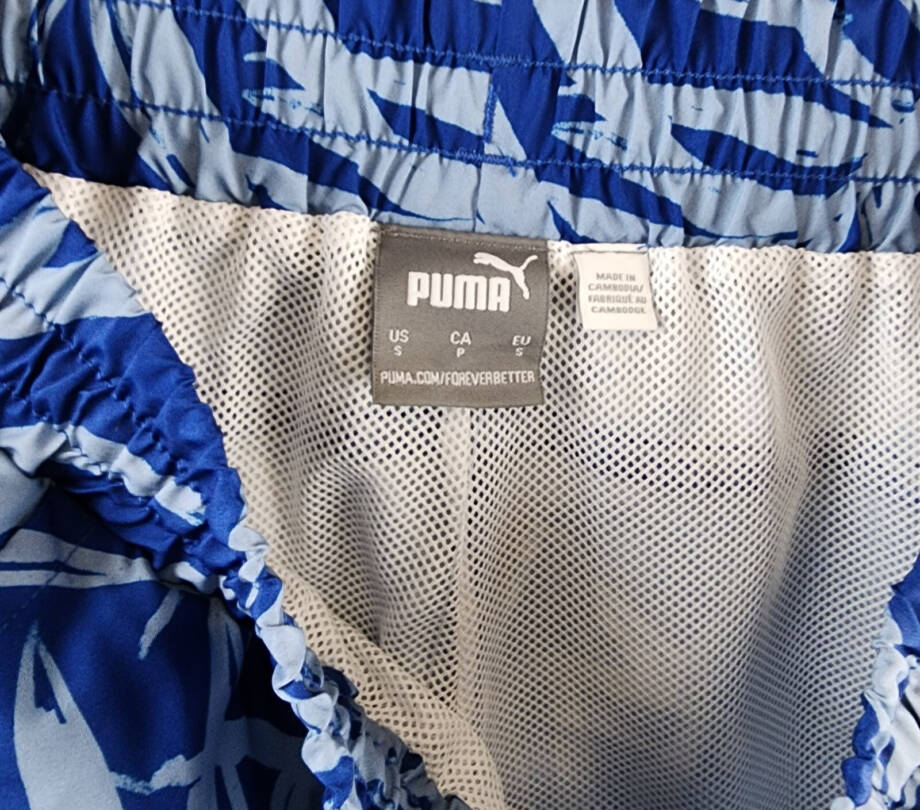 PUMA
US CA EU
S P S
PUMA.COM/FOREVERBETTER
MADE IN
CAMBODIA/
FABRIQUÉ AU
CAMBODGE